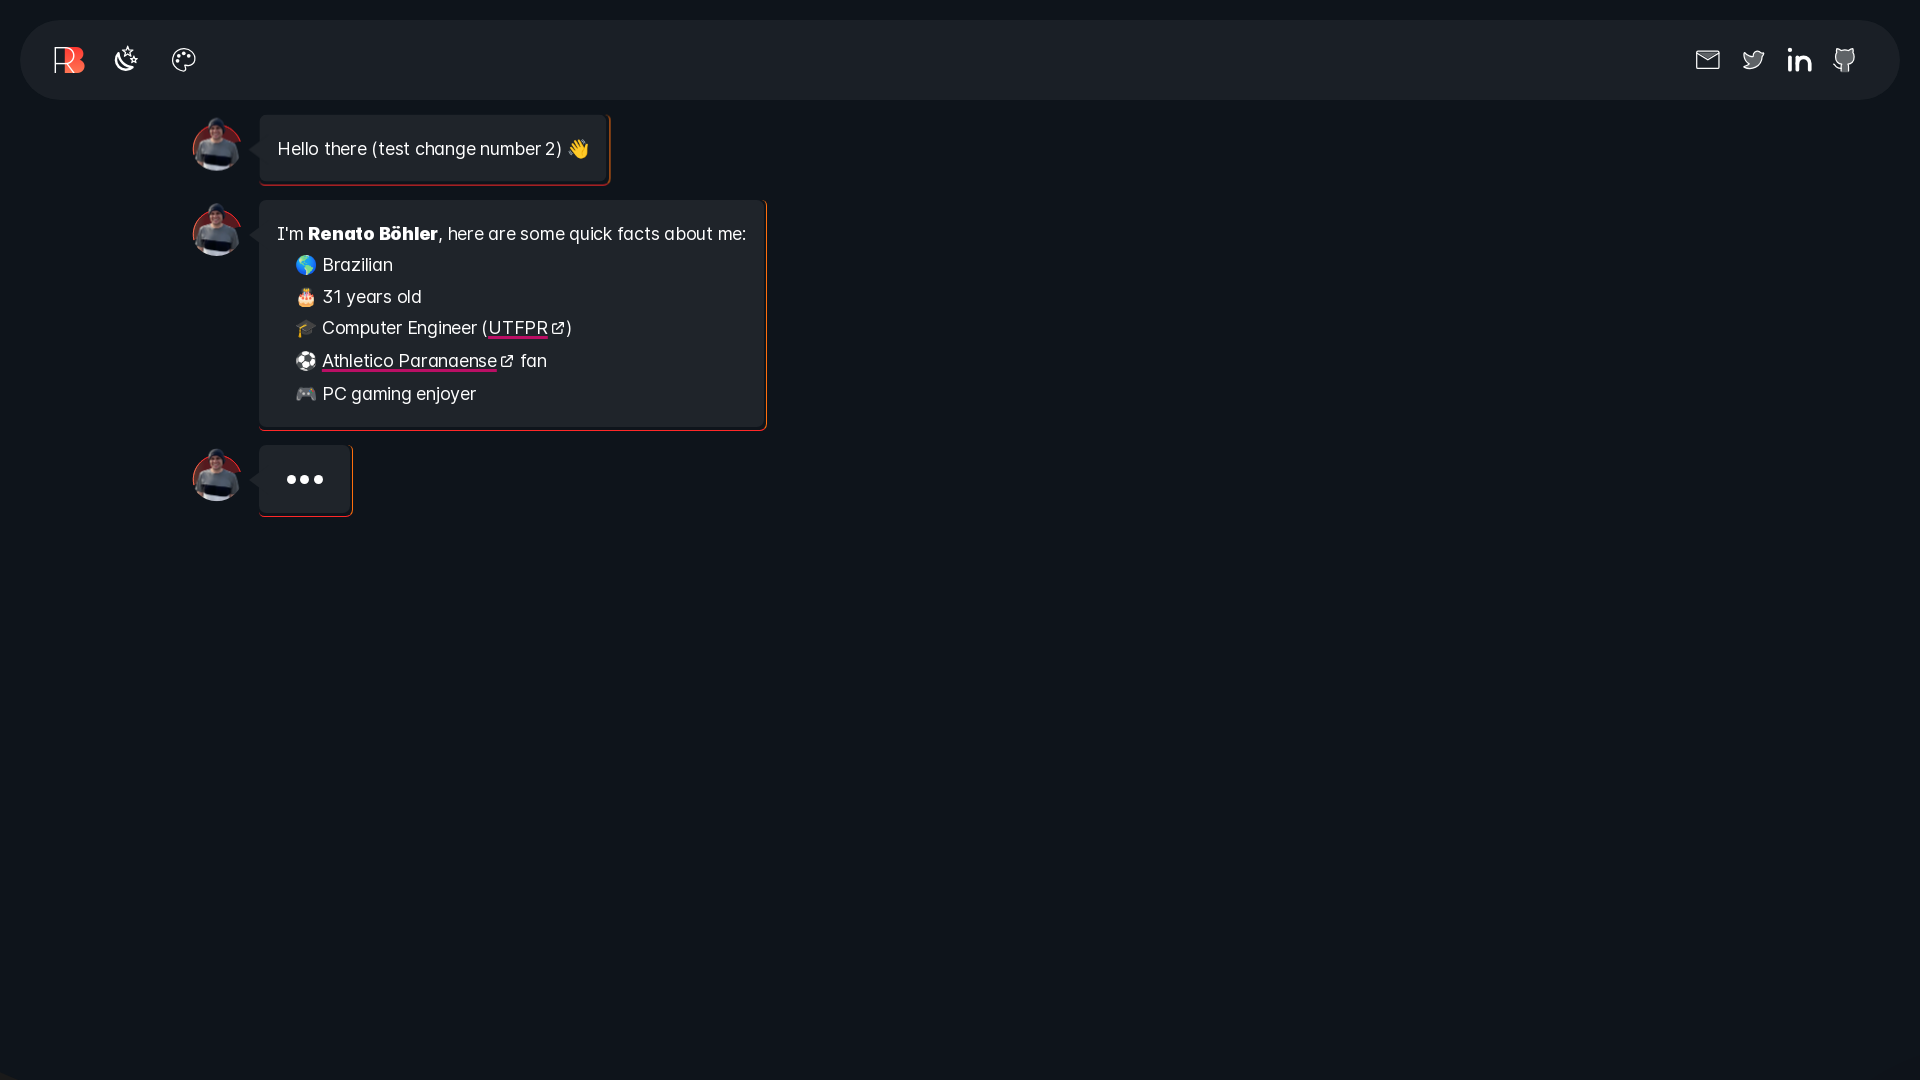 RB
Hello there (test change number 2) 👋
I'm Renato Böhler, here are some quick facts about me:
🌎 Brazilian
🎂 31 years old
🎓 Computer Engineer (UTFPR)
⚽ Athletico Paranaense fan
🎮 PC gaming enjoyer